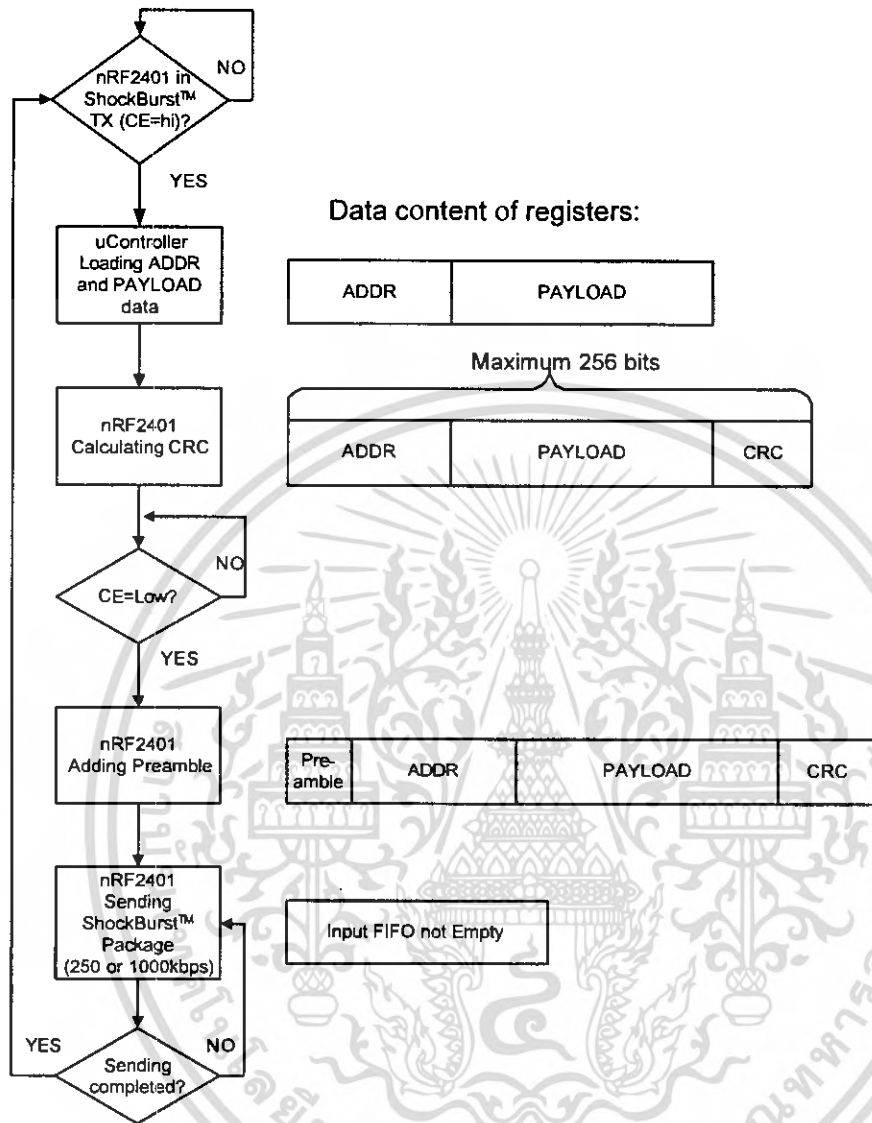 NO
nRF2401 in
ShockBurst™
TX (CE=hi)?
YES
Data content of registers:
uController
Loading ADDR
and PAYLOAD
data
ADDR
PAYLOAD
Maximum 256 bits
nRF2401
Calculating CRC
ADDR
PAYLOAD
CRC
NO
CE=Low?
YES
nRF2401
Adding Preamble
Pre-
amble
ADDR
PAYLOAD
CRC
nRF2401
Sending
ShockBurst™
Package
(250 or 1000kbps)
Input FIFO not Empty
YES
NO
Sending
completed?